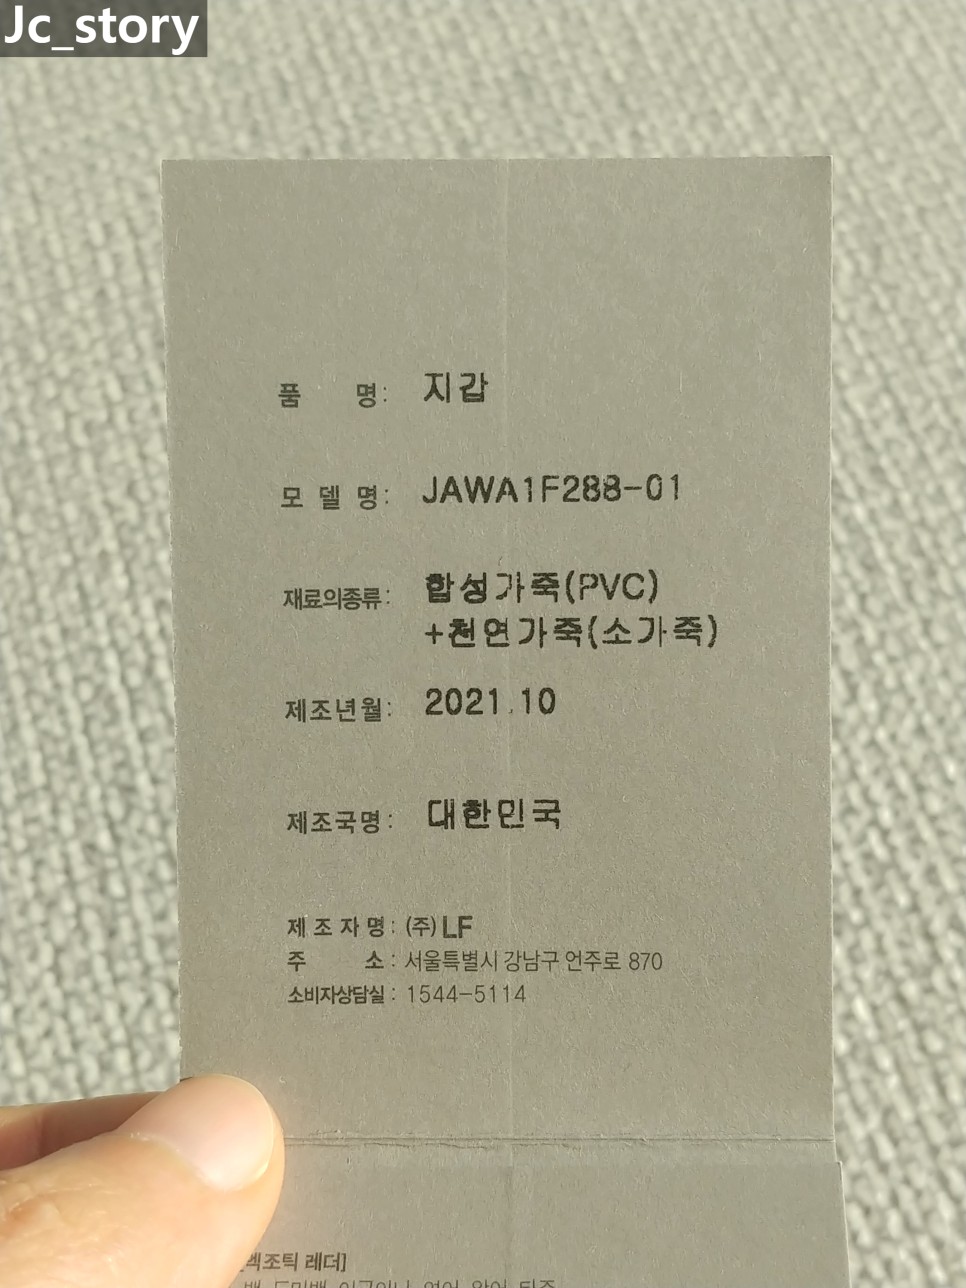 Jc_story
품 명: 지갑
모 델 명: JAWA1F288-01
재료의종류: 합성가죽(PVC)
+천연가죽(소가죽)
제조년월: 2021.10
제조국명: 대한민국
제 조 자 명: (주)LF
주 소: 서울특별시 강남구 언주로 870
소비자상담실: 1544-5114
레더]